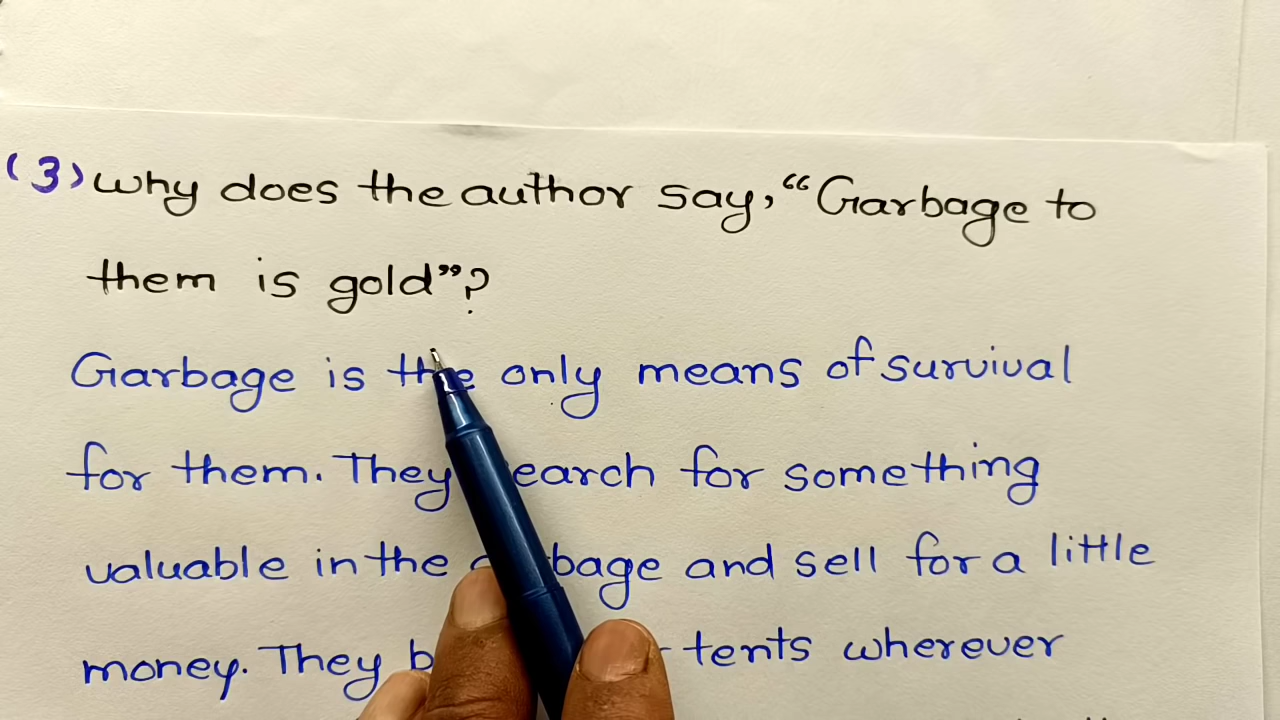 (3) Why does the author say, “Garbage to
them is gold”?
Garbage is the only means of survival
for them. They earch for something
valuable in the bage and sell for a little
money. They tents wherever